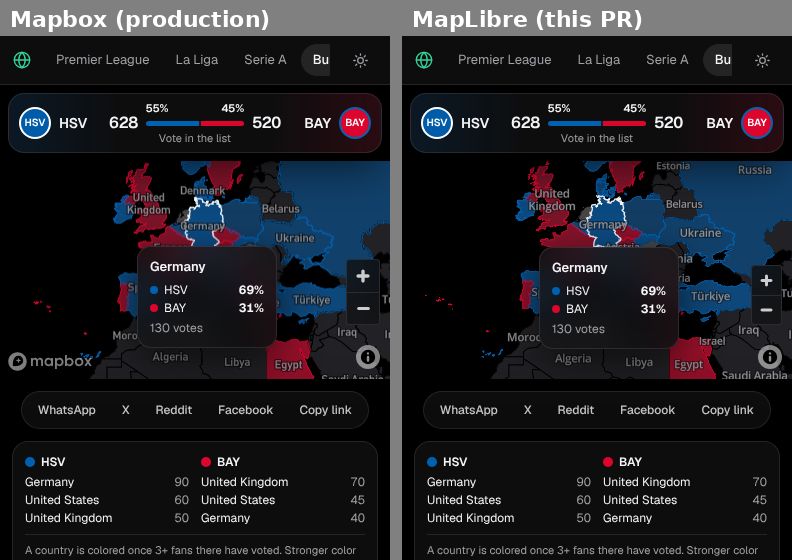 Mapbox (production)
Premier League La Liga Serie A Bu
HSV HSV 628 55% 45% 520 BAY BAY
Vote in the list
United Kingdom
Denmark
Belarus
Germany
Ukraine
Germany
HSV 69%
BAY 31%
130 votes
Türkiye
Iraq
Algeria
Libya
Egypt
Saudi Arabia
+
−
mapbox
WhatsApp X Reddit Facebook Copy link
HSV BAY
Germany 90 United Kingdom 70
United States 60 United States 45
United Kingdom 50 Germany 40
A country is colored once 3+ fans there have voted. Stronger color
MapLibre (this PR)
Premier League La Liga Serie A Bu
HSV HSV 628 55% 45% 520 BAY BAY
Vote in the list
Estonia
Russia
United
Kingdom
Belarus
Germany
Ukraine
Germany
HSV 69%
BAY 31%
130 votes
Türkiye
Iraq
Israel
Algeria
Libya
Egypt
Saudi Arabia
+
−
WhatsApp X Reddit Facebook Copy link
HSV BAY
Germany 90 United Kingdom 70
United States 60 United States 45
United Kingdom 50 Germany 40
A country is colored once 3+ fans there have voted. Stronger color